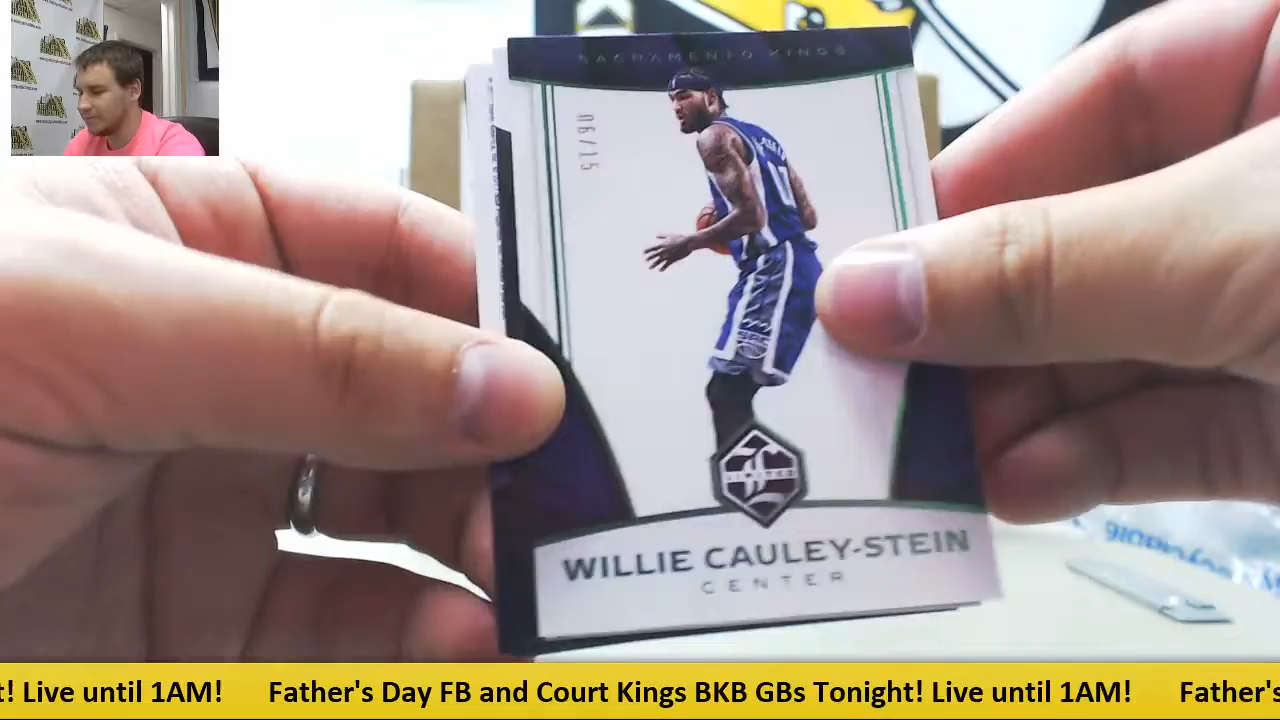 SACRAMENTO KINGS
06/15
LIMITED
WILLIE CAULEY-STEIN
CENTER
t! Live until 1AM! Father's Day FB and Court Kings BKB GBs Tonight! Live until 1AM! Father's